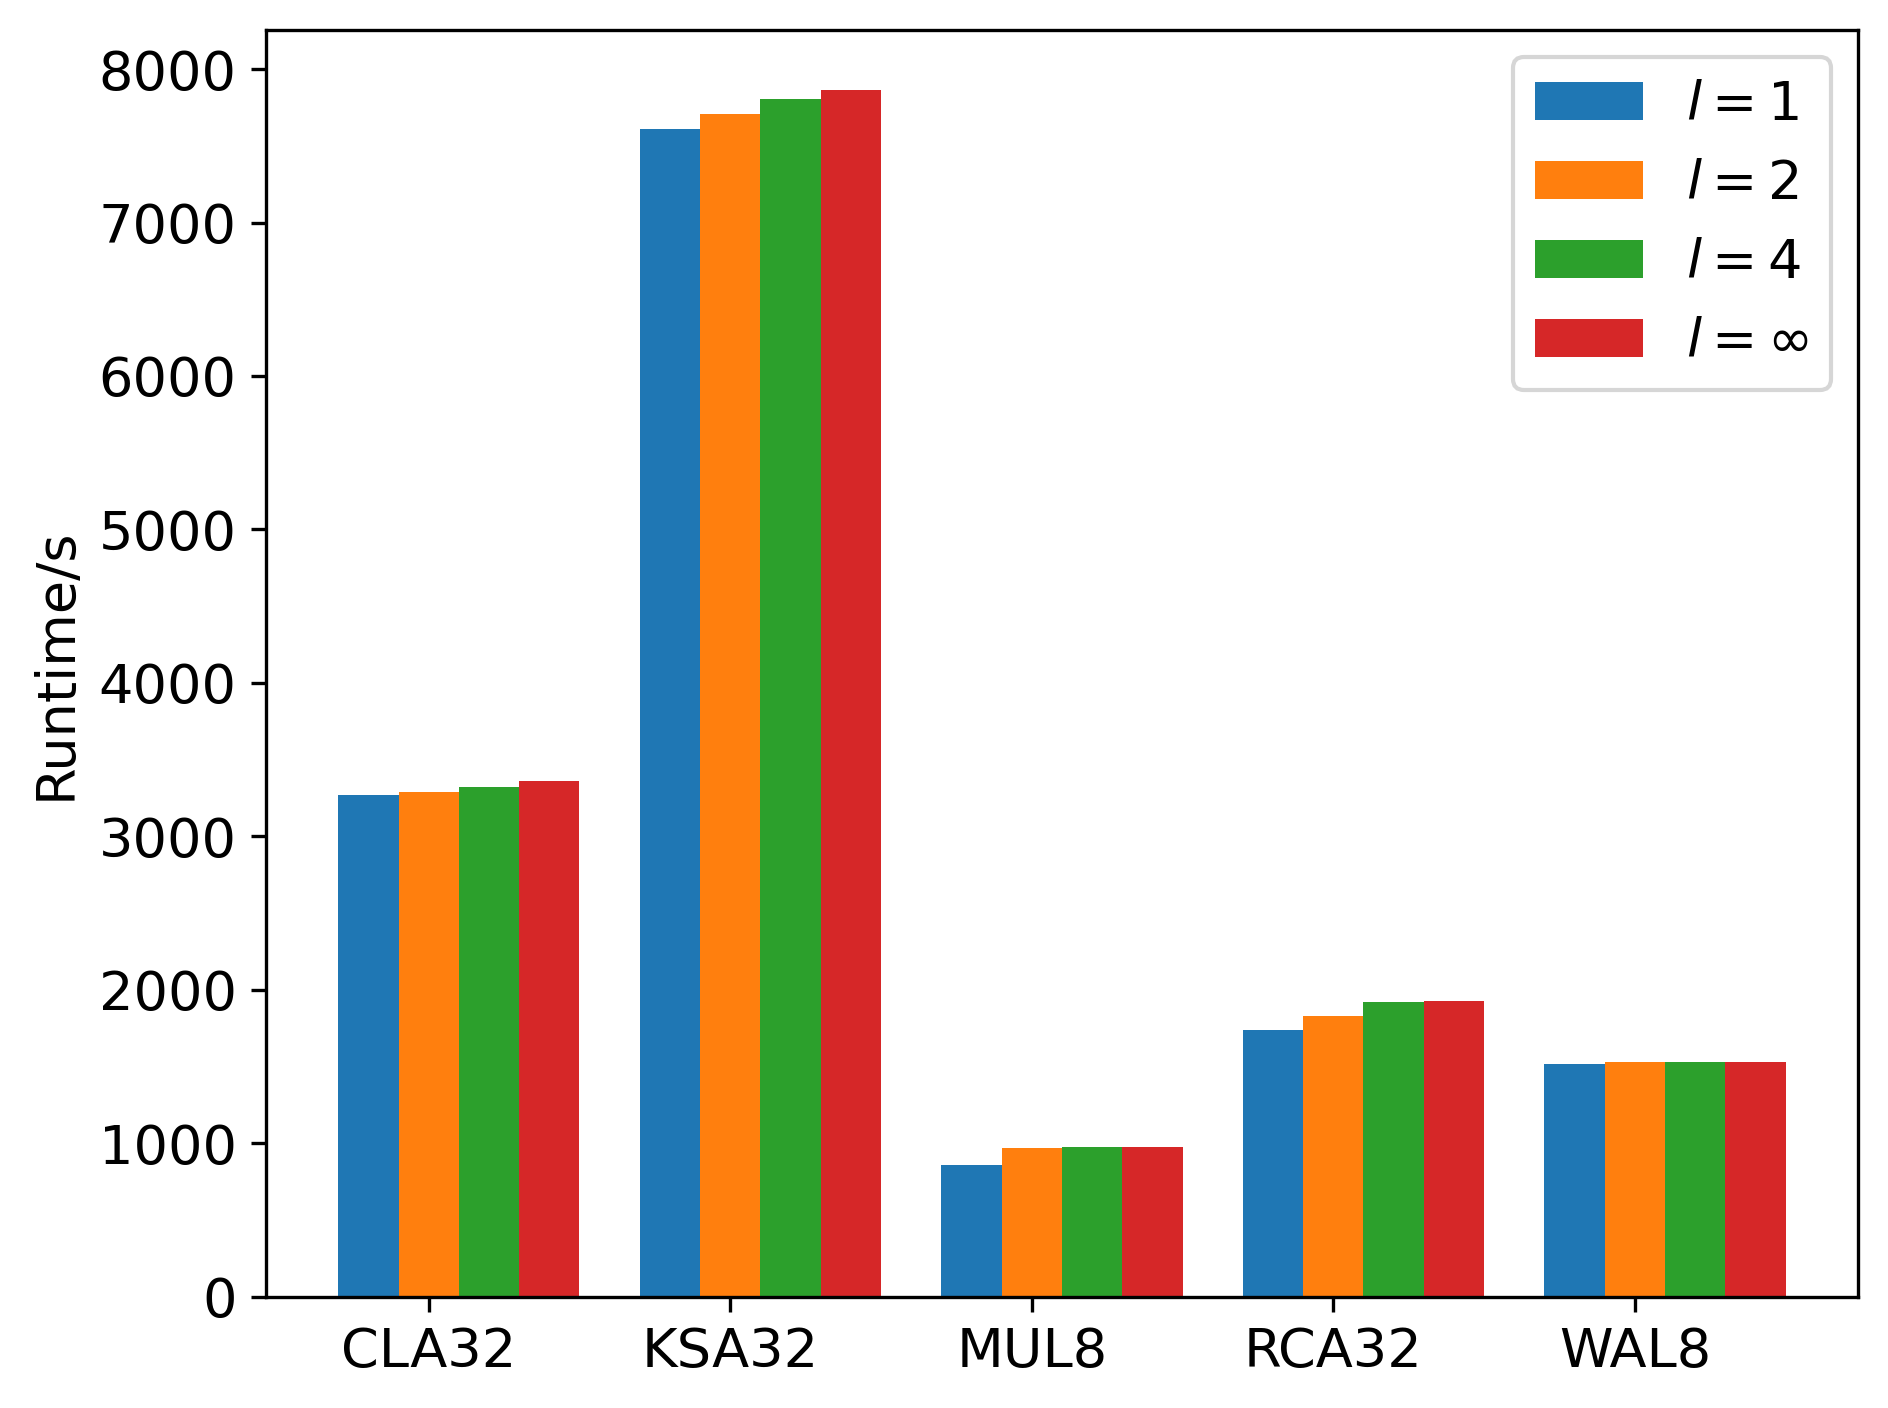 Runtime/s
8000
7000
6000
5000
4000
3000
2000
1000
0
CLA32 KSA32 MUL8 RCA32 WAL8
l = 1
l = 2
l = 4
l = ∞